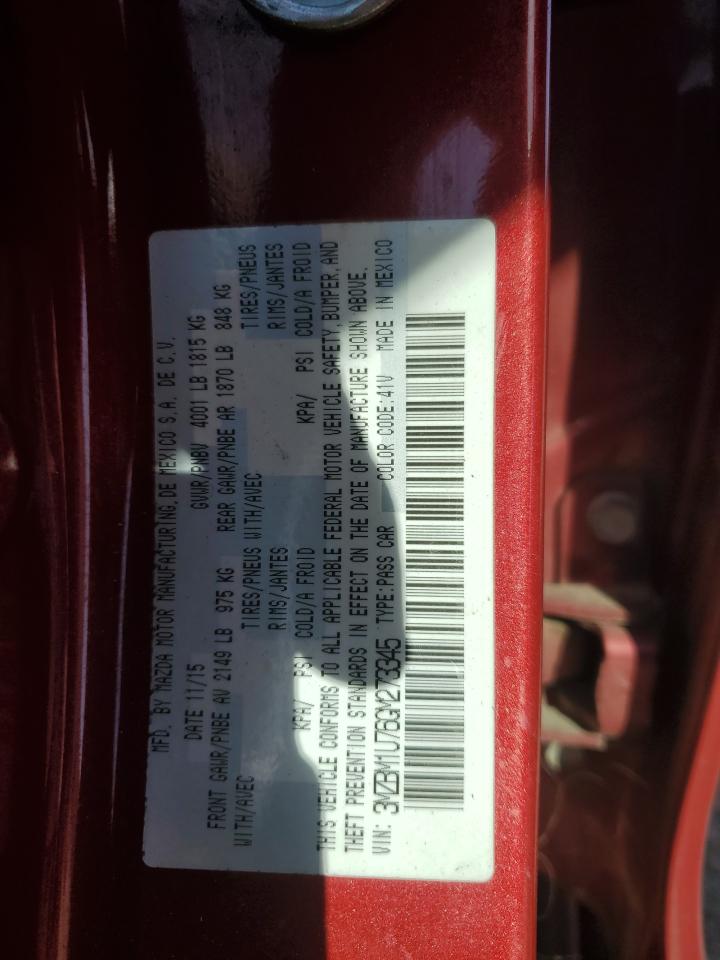 MFD. BY MAZDA MOTOR MANUFACTURING,DE MEXICO S.A. DE C.V.
DATE 11/15 GVWR/PNBV 4001 LB 1815 KG
FRONT GAWR/PNBE AV 2149 LB 975 KG REAR GAWR/PNBE AR 1870 LB 848 KG
WITH/AVEC TIRES/PNEUS WITH/AVEC TIRES/PNEUS
RIMS/JANTES RIMS/JANTES
KPA/ PSI COLD/A FROID KPA/ PSI COLD/A FROID
THIS VEHICLE CONFORMS TO ALL APPLICABLE FEDERAL MOTOR VEHICLE SAFETY, BUMPER,AND
THEFT PREVENTION STANDARDS IN EFFECT ON THE DATE OF MANUFACTURE SHOWN ABOVE.
VIN: 3MZBM1U76GM273345 TYPE:PASS CAR COLOR CODE:41V MADE IN MEXICO